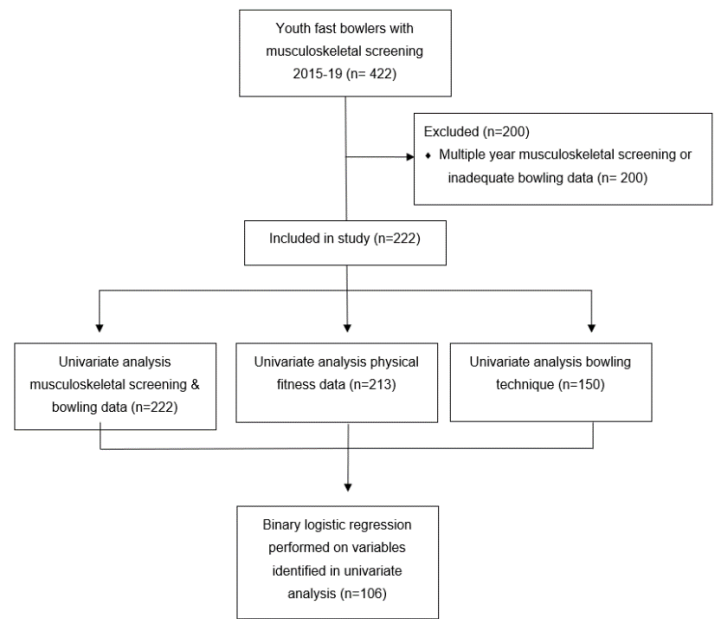 Youth fast bowlers with
musculoskeletal screening
2015-19 (n= 422)
Excluded (n=200)
♦ Multiple year musculoskeletal screening or
inadequate bowling data (n= 200)
Included in study (n=222)
Univariate analysis
musculoskeletal screening &
bowling data (n=222)
Univariate analysis physical
fitness data (n=213)
Univariate analysis bowling
technique (n=150)
Binary logistic regression
performed on variables
identified in univariate
analysis (n=106)